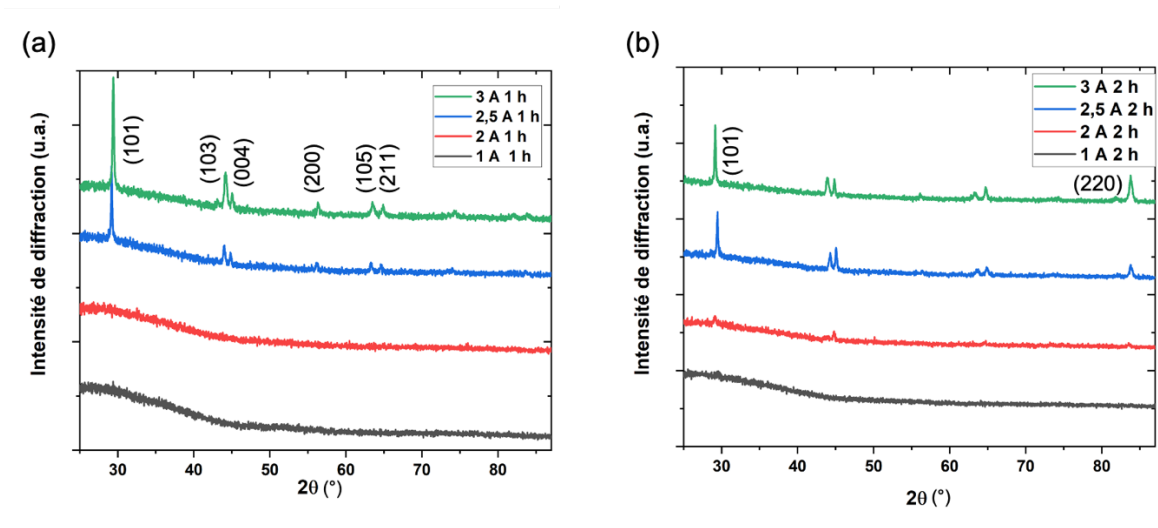 (a)
Intensité de diffraction (u.a.)
3 A 1 h
2,5 A 1 h
2 A 1 h
1 A  1 h
(101)
(103)
(004)
(200)
(105)
(211)
30 40 50 60 70 80
2θ (°)
(b)
Intensité de diffraction (u.a.)
3 A 2 h
2,5 A 2 h
2 A 2 h
1 A 2 h
(101)
(220)
30 40 50 60 70 80
2θ (°)